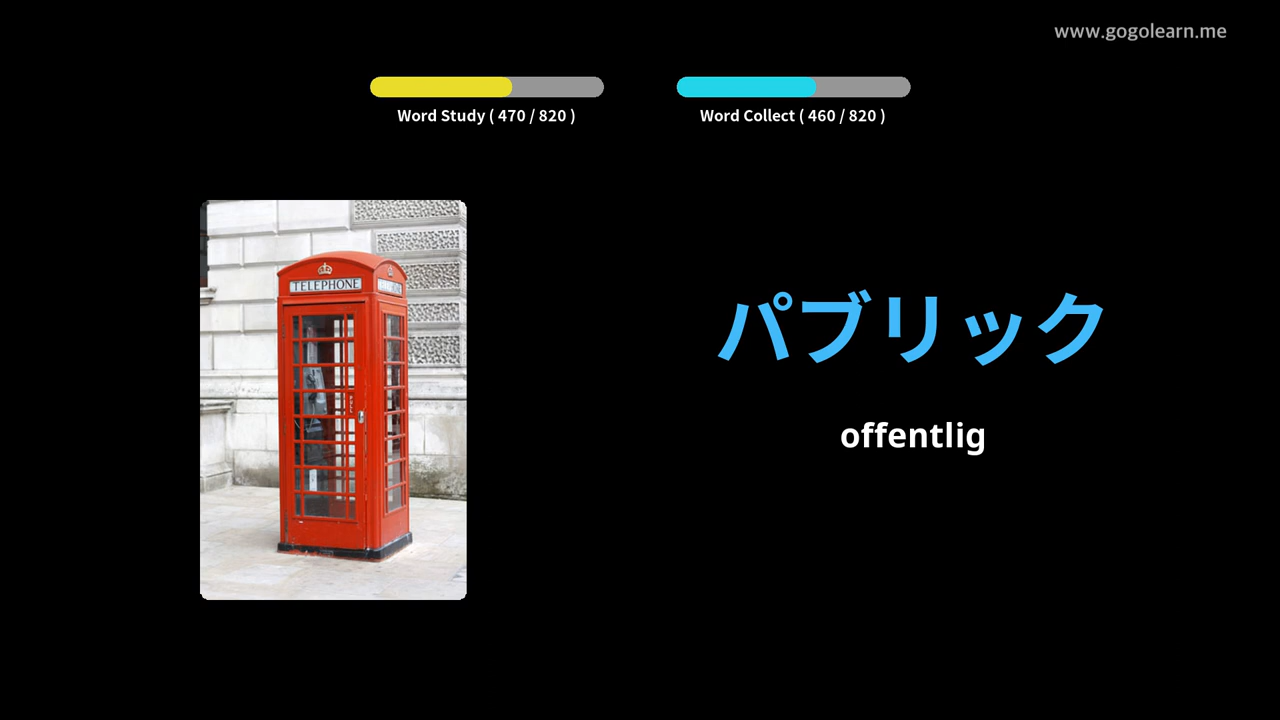 www.gogolearn.me
Word Study ( 470 / 820 )
Word Collect ( 460 / 820 )
TELEPHONE
パブリック
offentlig